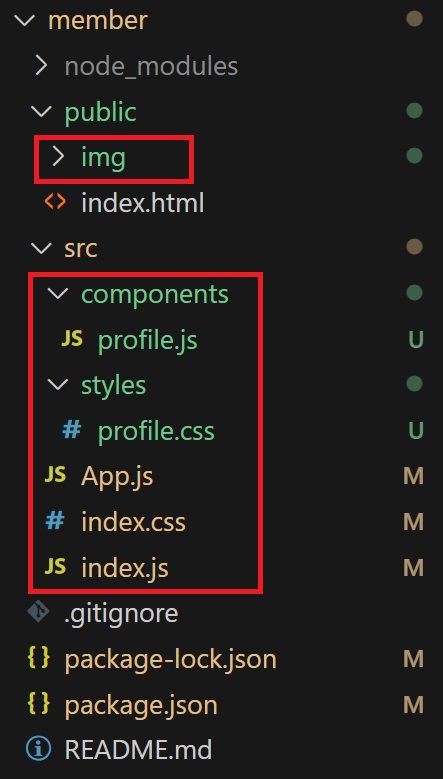 member
node_modules
public
img
<> index.html
src
components
JS profile.js U
styles
# profile.css U
JS App.js M
# index.css M
JS index.js M
.gitignore
{} package-lock.json M
{} package.json M
README.md